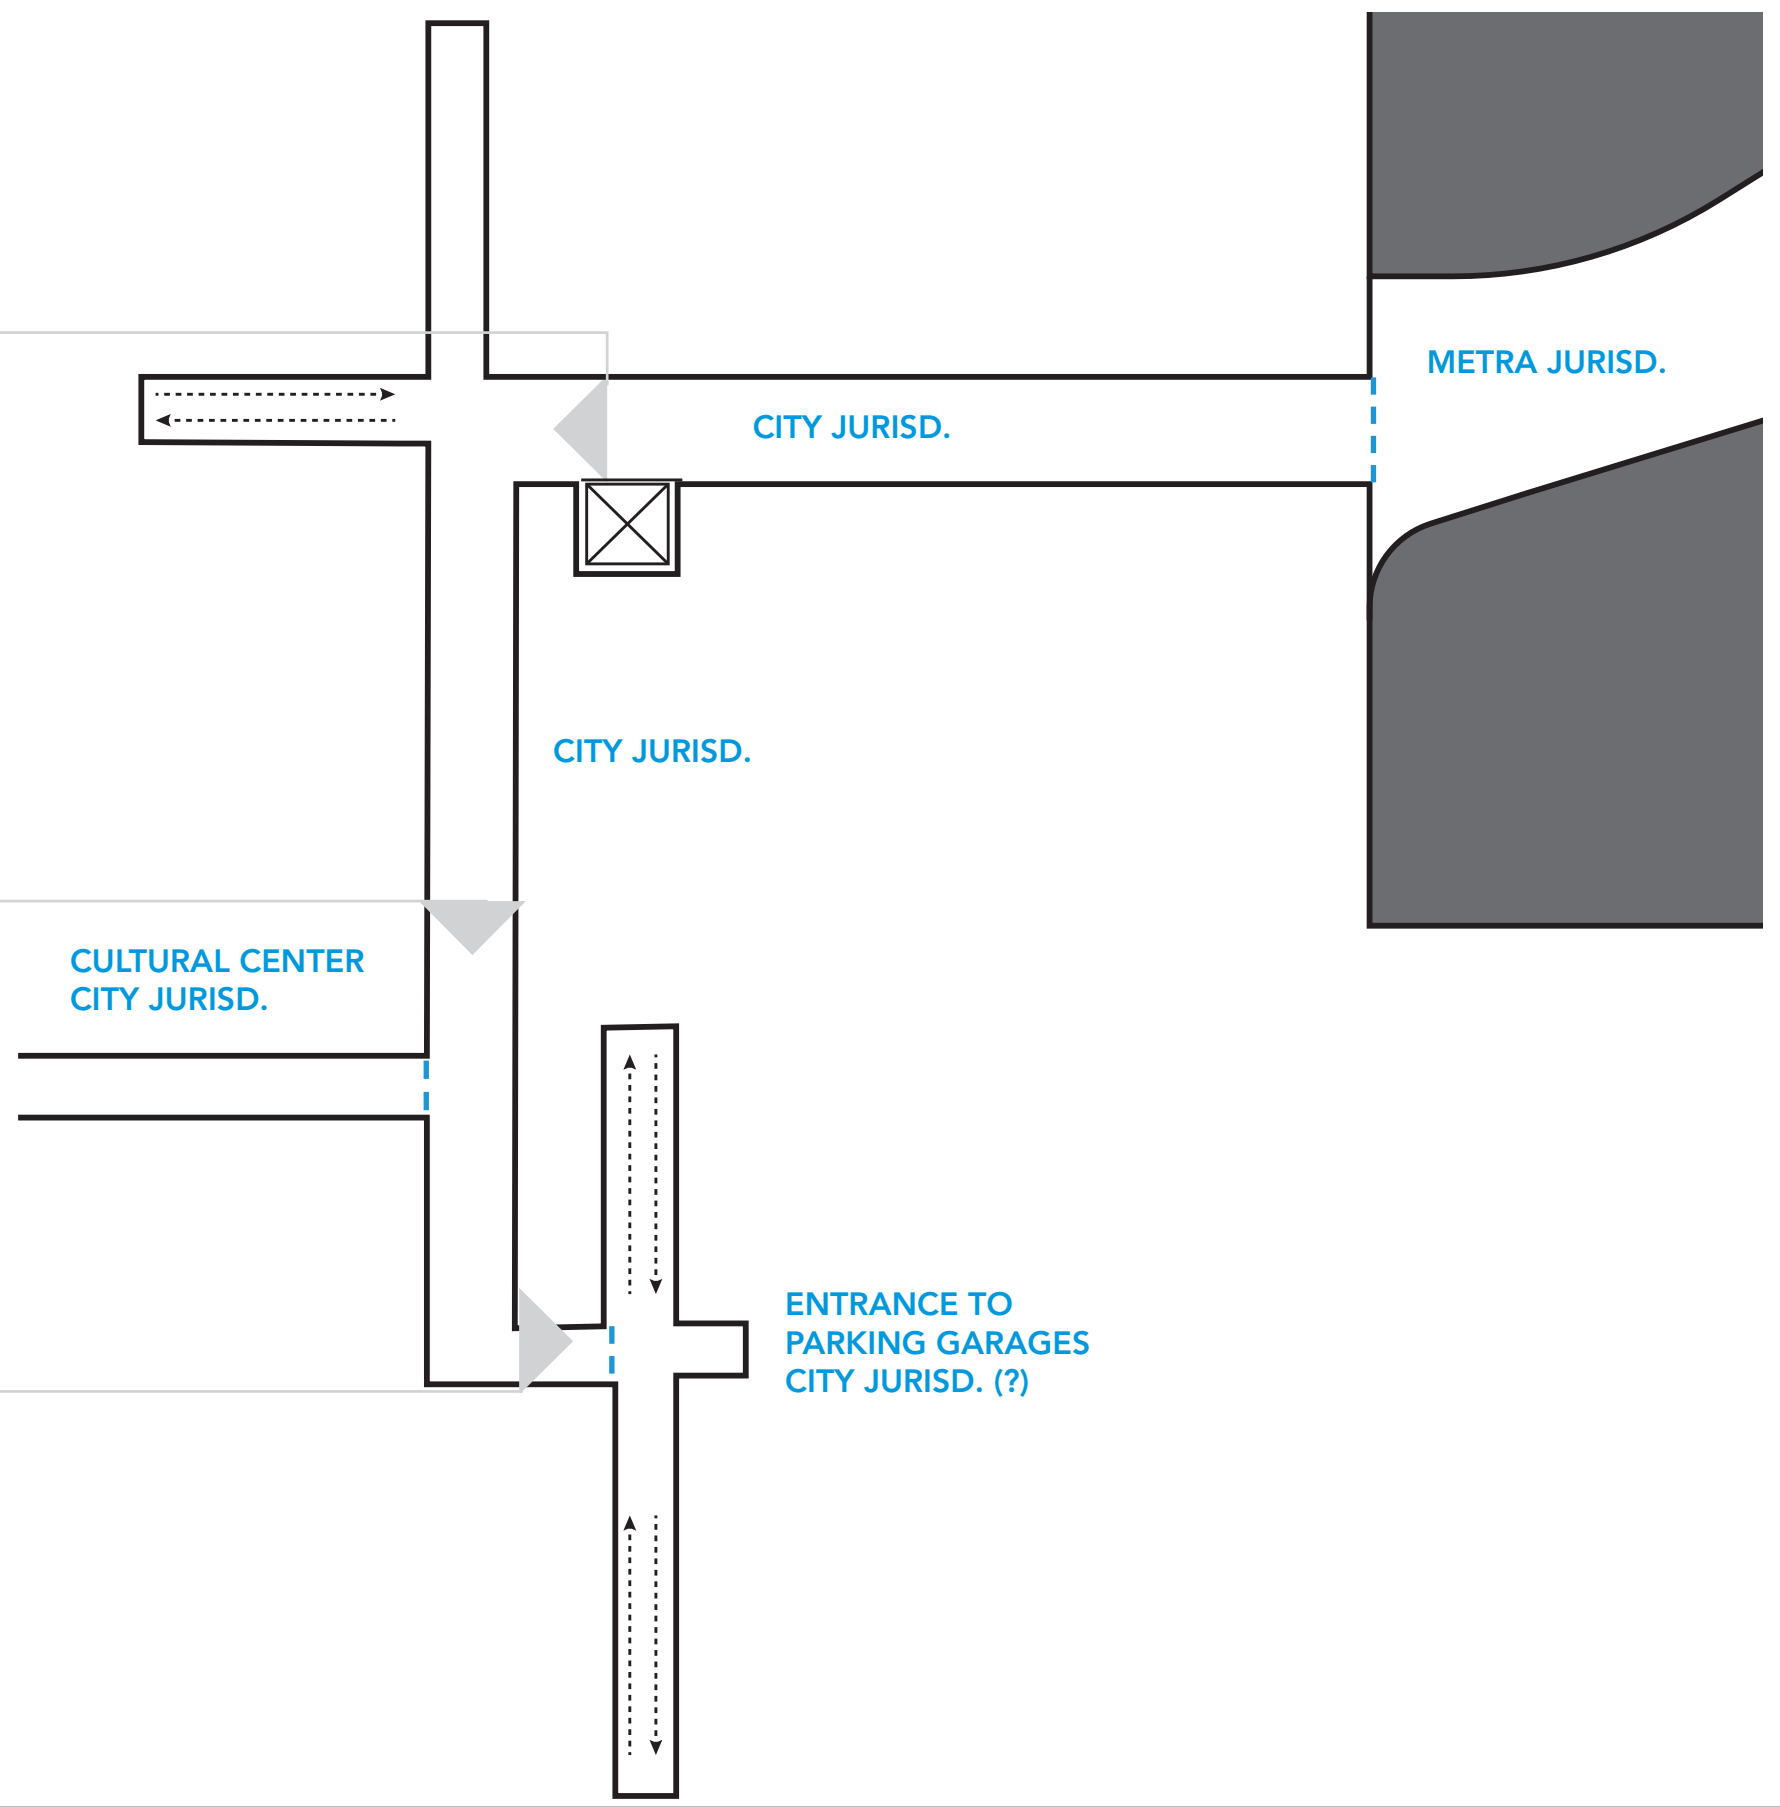 METRA JURISD.
CITY JURISD.
CITY JURISD.
CULTURAL CENTER
CITY JURISD.
ENTRANCE TO
PARKING GARAGES
CITY JURISD. (?)